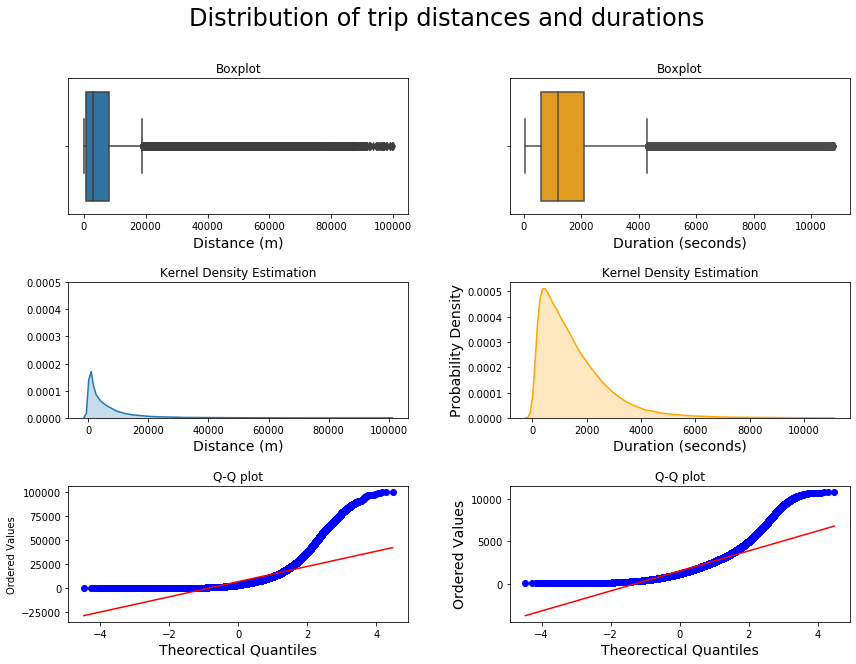 Distribution of trip distances and durations
Boxplot
0 20000 40000 60000 80000 100000
Distance (m)
Boxplot
0 2000 4000 6000 8000 10000
Duration (seconds)
Kernel Density Estimation
0.0005
0.0004
0.0003
0.0002
0.0001
0.0000
0 20000 40000 60000 80000 100000
Distance (m)
Kernel Density Estimation
Probability Density
0.0005
0.0004
0.0003
0.0002
0.0001
0.0000
0 2000 4000 6000 8000 10000
Duration (seconds)
Q-Q plot
Ordered Values
100000
75000
50000
25000
0
−25000
−4 −2 0 2 4
Theorectical Quantiles
Q-Q plot
Ordered Values
10000
5000
0
−4 −2 0 2 4
Theorectical Quantiles